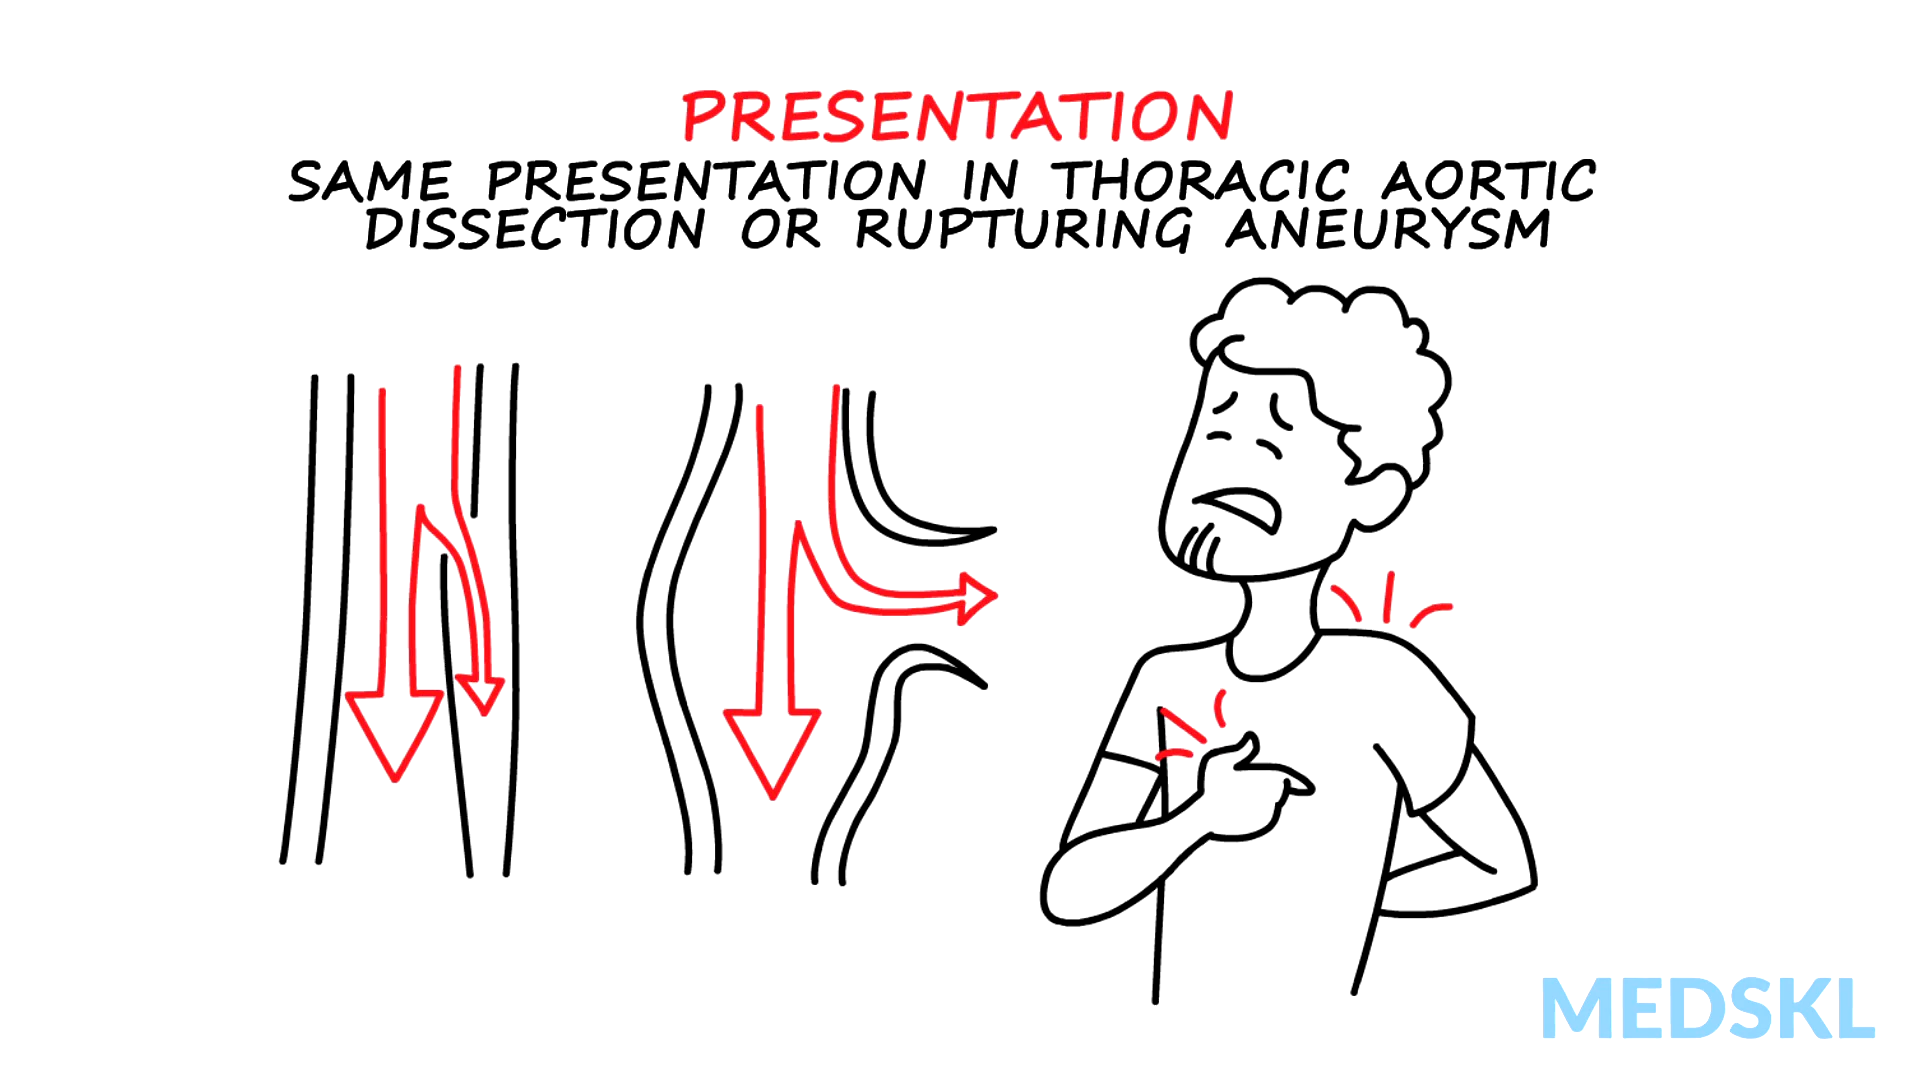 PRESENTATION
SAME PRESENTATION IN THORACIC AORTIC
DISSECTION OR RUPTURING ANEURYSM
MEDSKL